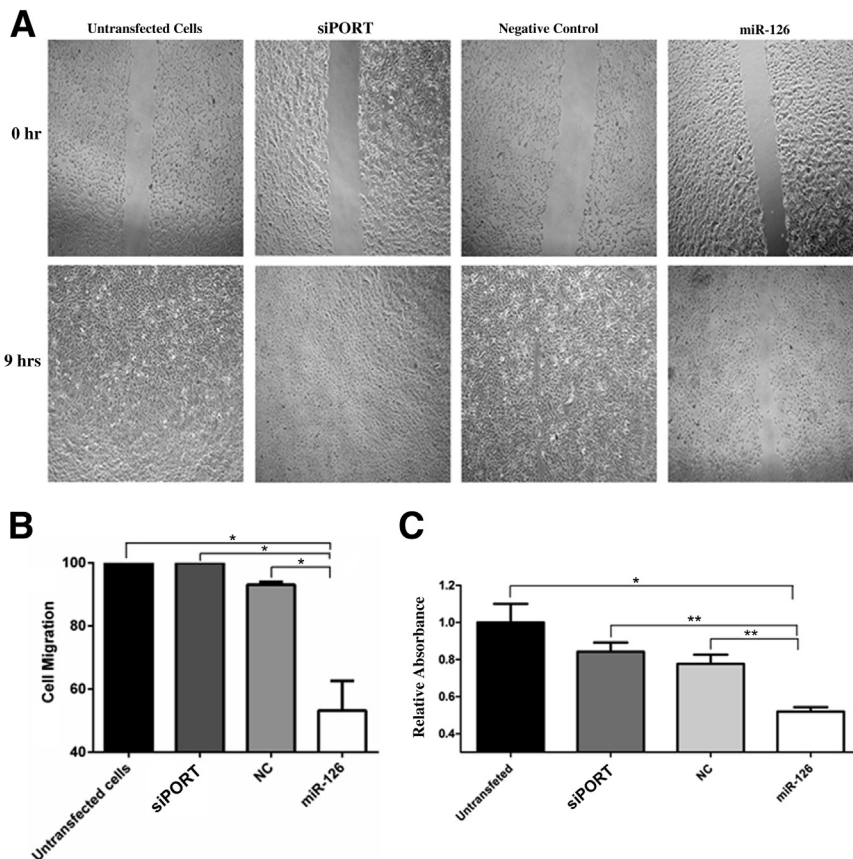 A
Untransfected Cells
siPORT
Negative Control
miR-126
0 hr
9 hrs
B
*
*
*
100
80
60
40
Cell Migration
Untransfected cells
siPORT
NC
miR-126
C
*
**
**
1.2
1.0
0.8
0.6
0.4
Relative Absorbance
Untransfeted
siPORT
NC
miR-126